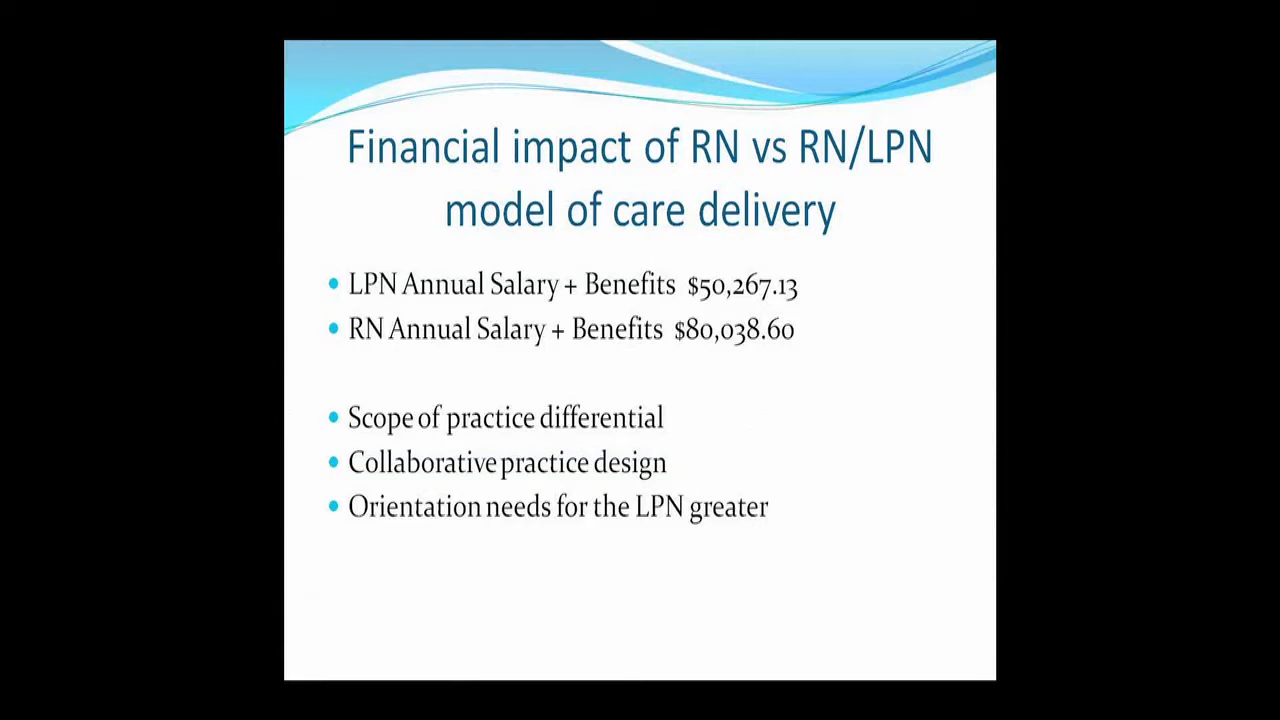 Financial impact of RN vs RN/LPN
model of care delivery
• LPN Annual Salary + Benefits $50,267.13
• RN Annual Salary + Benefits $80,038.60
• Scope of practice differential
• Collaborative practice design
• Orientation needs for the LPN greater